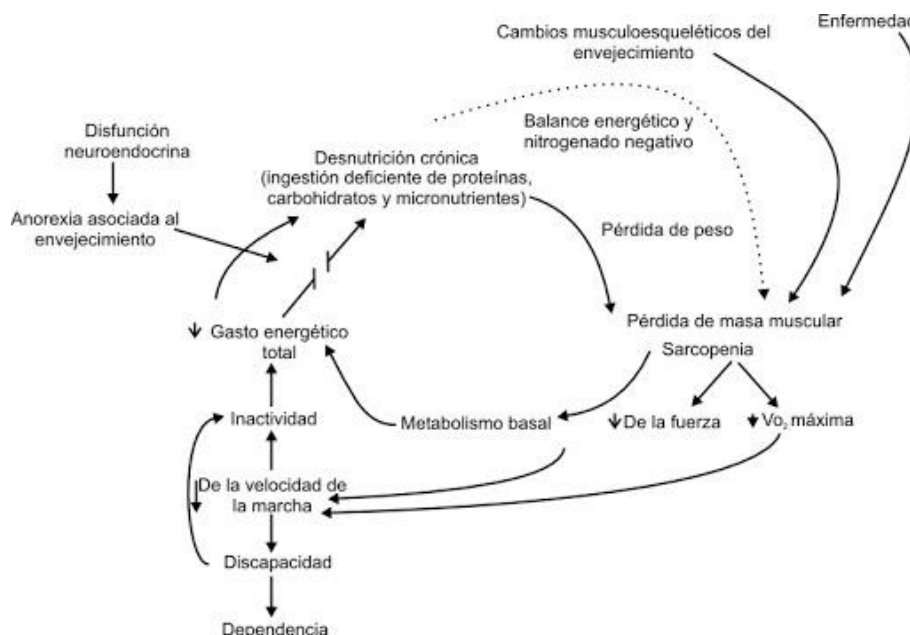 Enfermedad
Cambios musculoesqueléticos del
envejecimiento
Balance energético y
nitrogenado negativo
Disfunción
neuroendocrina
Desnutrición crónica
(ingestión deficiente de proteínas,
carbohidratos y micronutrientes)
Anorexia asociada al
envejecimiento
Pérdida de peso
Gasto energético
total
Pérdida de masa muscular
Sarcopenia
Inactividad
Metabolismo basal
De la fuerza
Vo₂ máxima
De la velocidad de
la marcha
Discapacidad
Dependencia